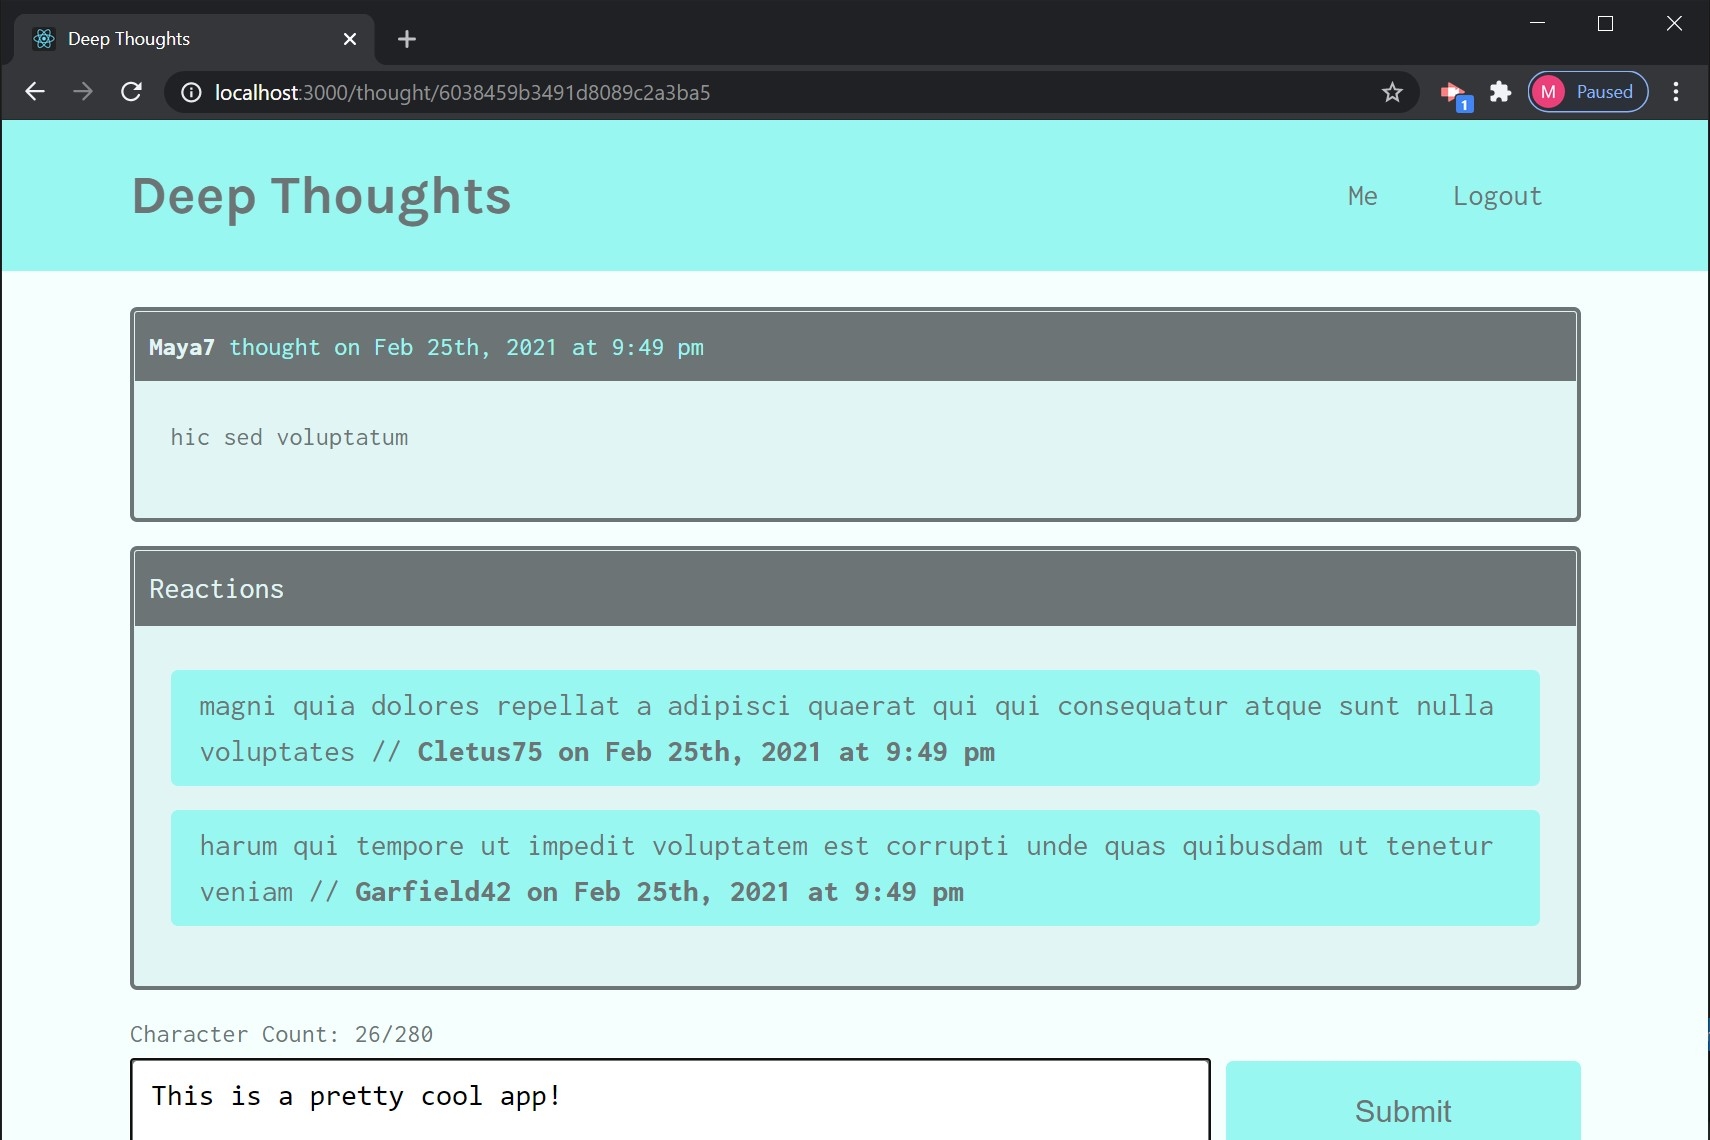 Deep Thoughts
localhost:3000/thought/6038459b3491d8089c2a3ba5
1
M
Paused
Deep Thoughts
Me
Logout
Maya7 thought on Feb 25th, 2021 at 9:49 pm
hic sed voluptatum
Reactions
magni quia dolores repellat a adipisci quaerat qui qui consequatur atque sunt nulla
voluptates // Cletus75 on Feb 25th, 2021 at 9:49 pm
harum qui tempore ut impedit voluptatem est corrupti unde quas quibusdam ut tenetur
veniam // Garfield42 on Feb 25th, 2021 at 9:49 pm
Character Count: 26/280
This is a pretty cool app!
Submit